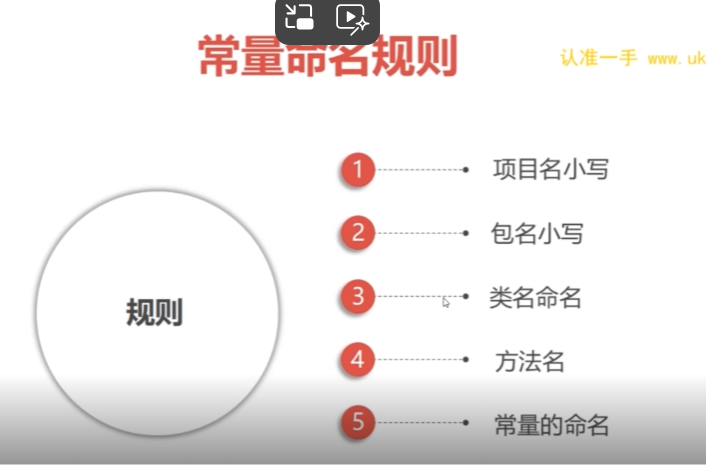 常量命名规则
认准一手 www.uk
规则
1 项目名小写
2 包名小写
3 类名命名
4 方法名
5 常量的命名